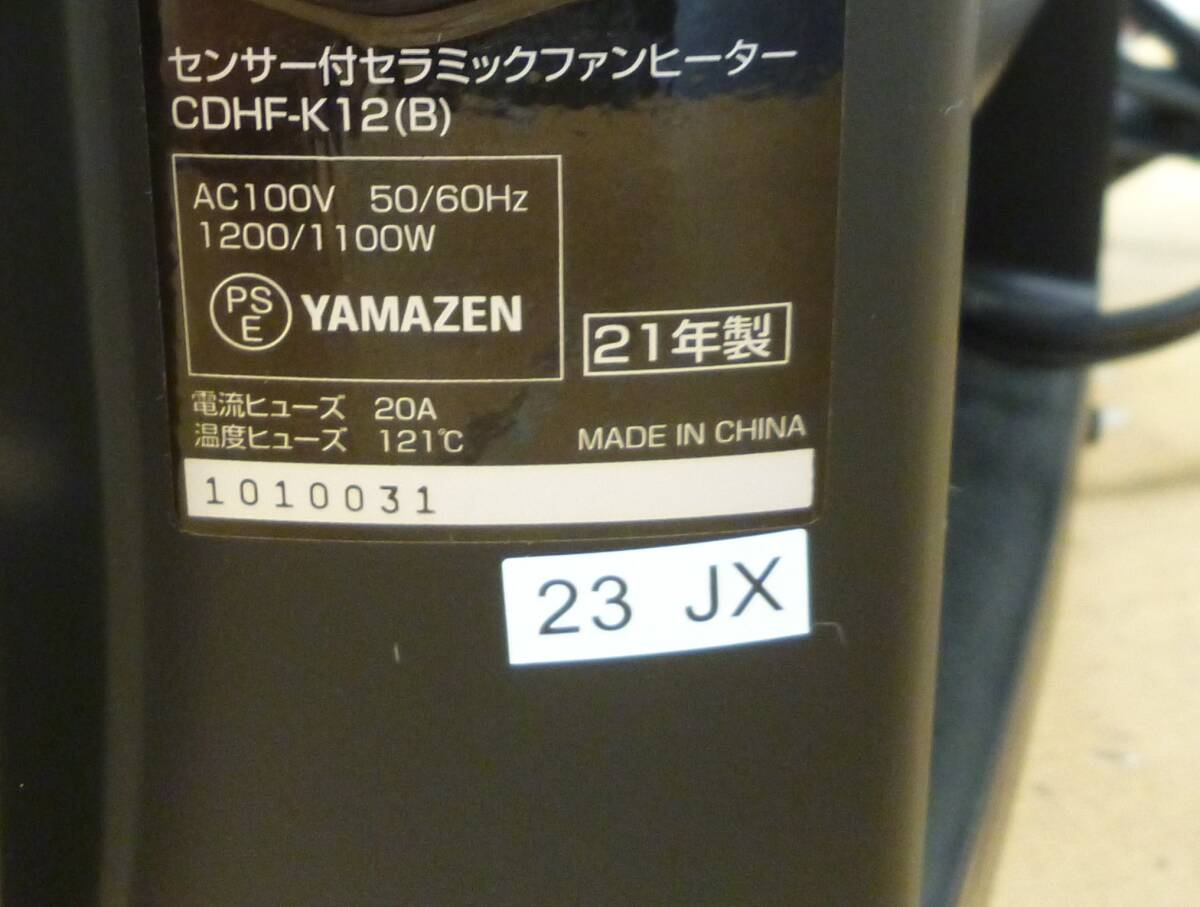 センサー付セラミックファンヒーター
CDHF-K12(B)
AC100V 50/60Hz
1200/1100W
PSE YAMAZEN
21年製
電流ヒューズ 20A
温度ヒューズ 121℃
MADE IN CHINA
1010031
23 JX